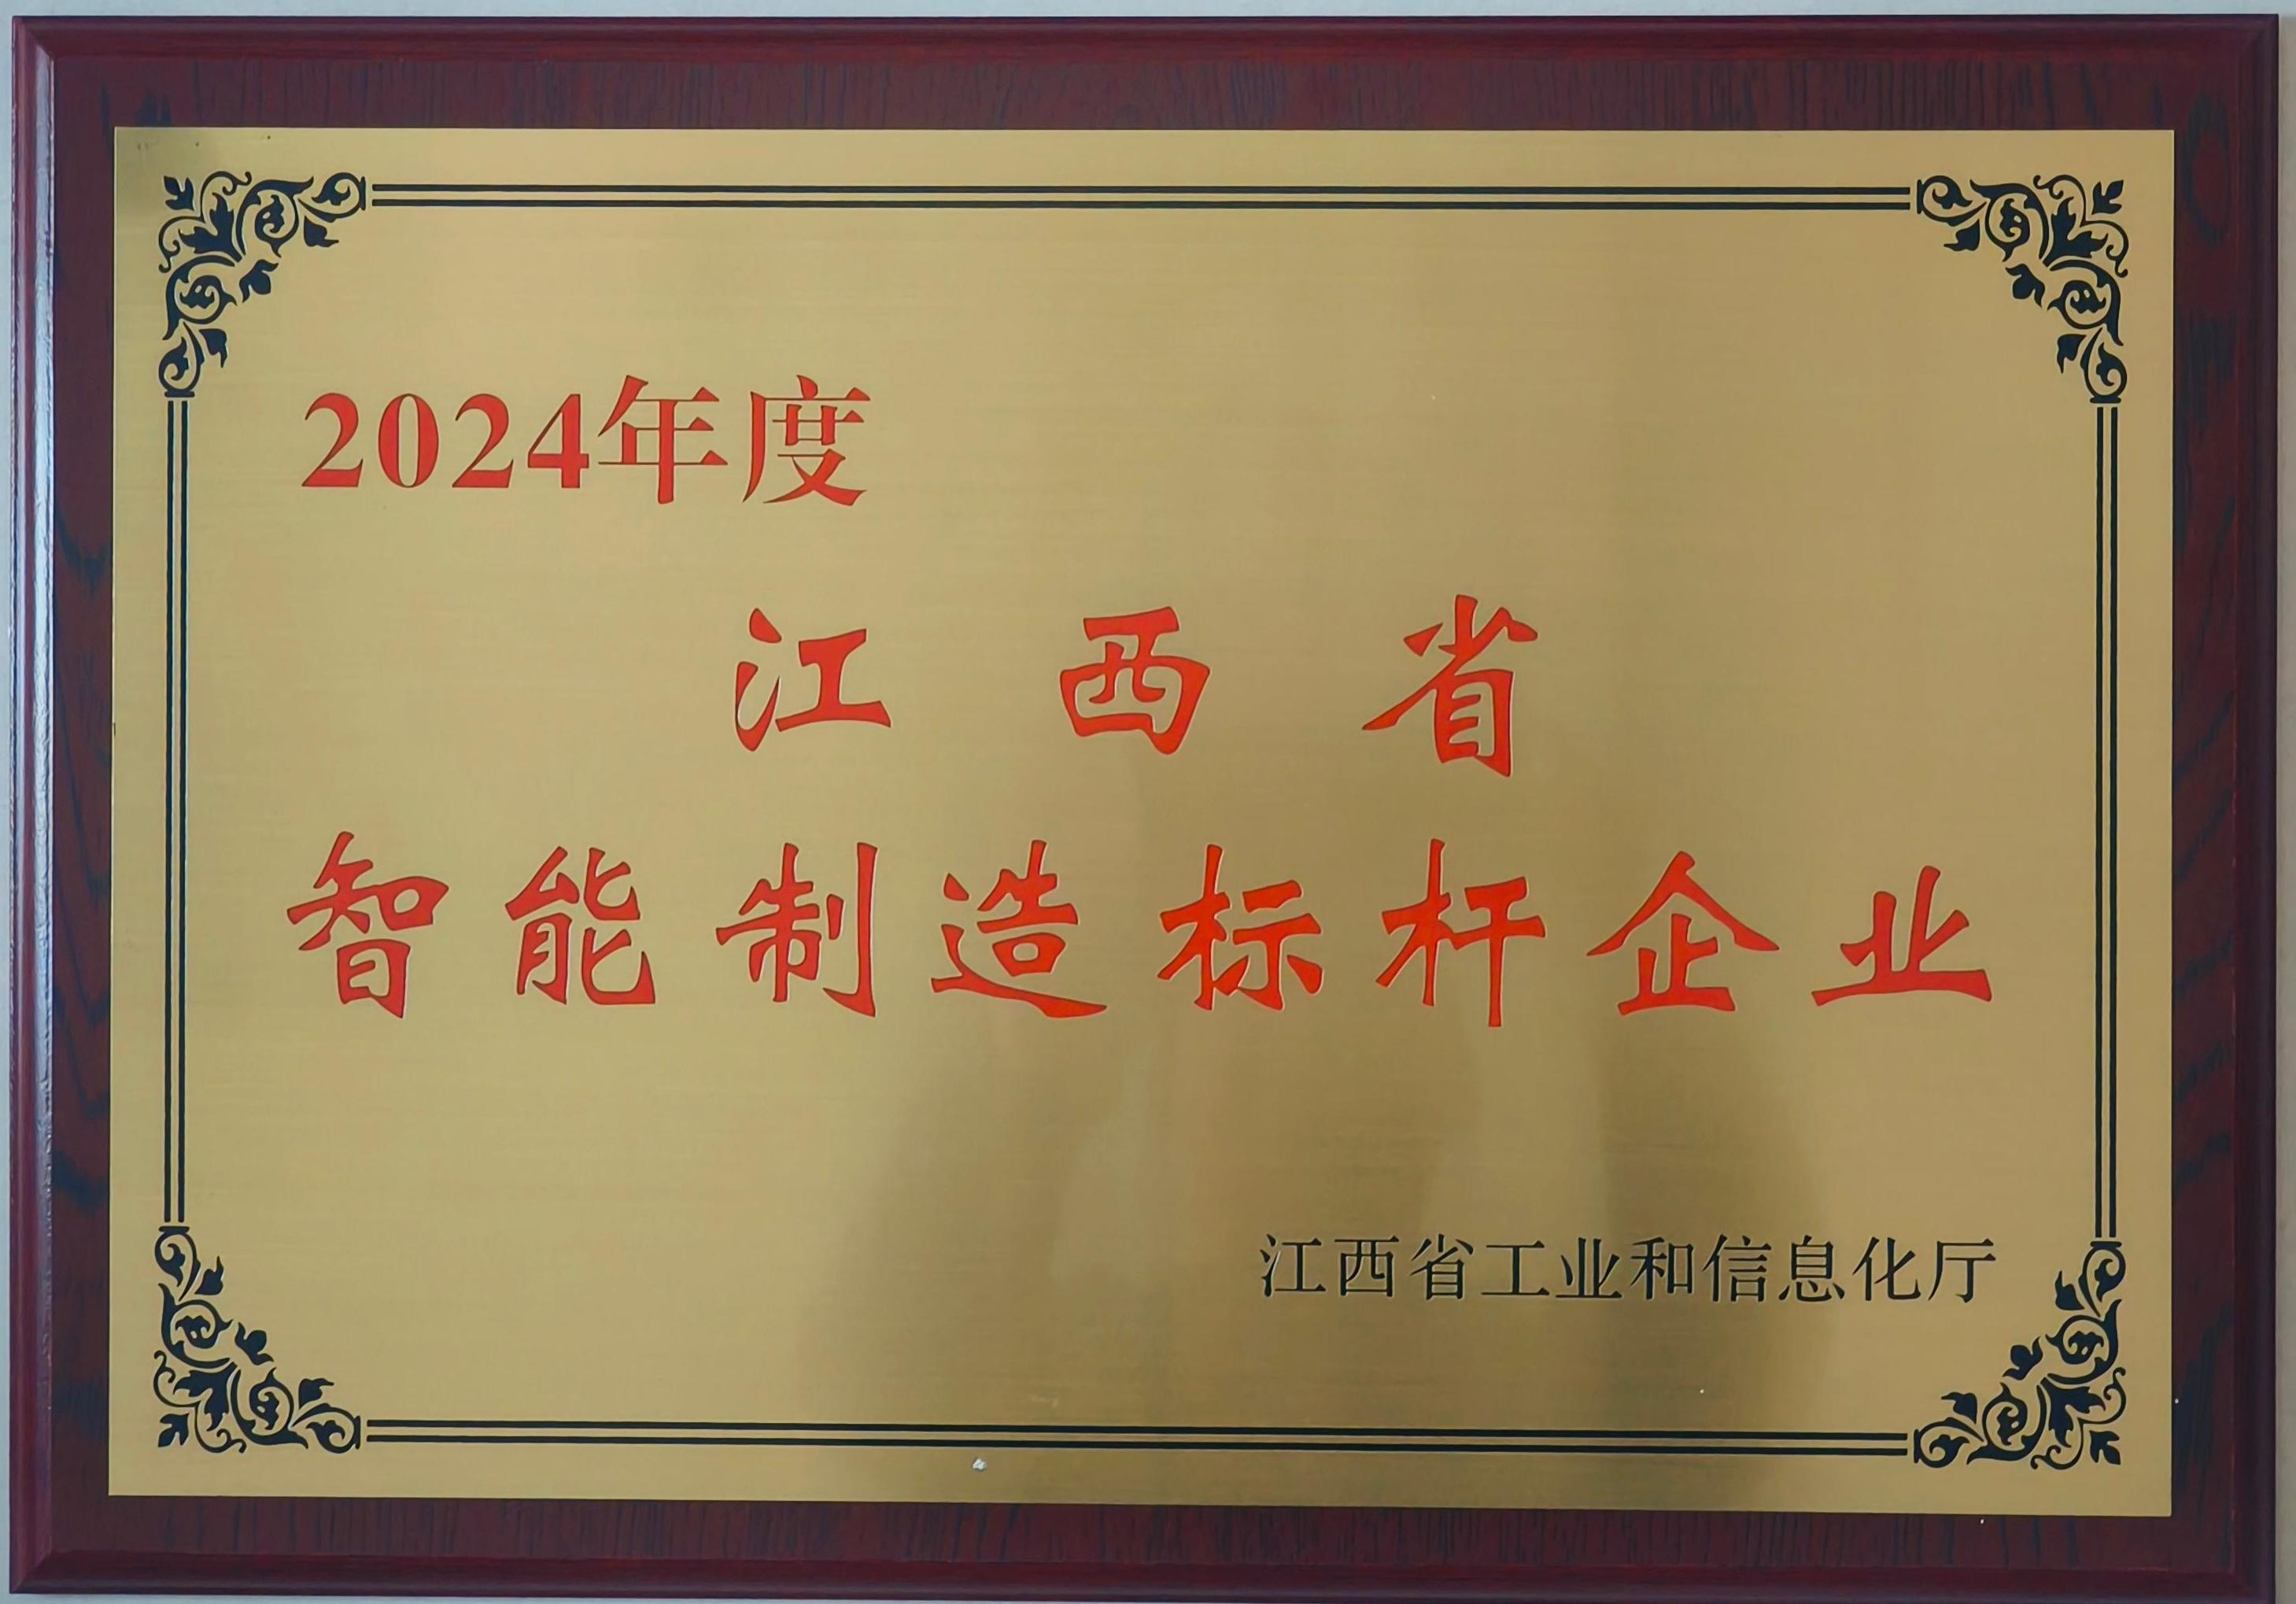 2024年度
江西省
智能制造标杆企业
江西省工业和信息化厅